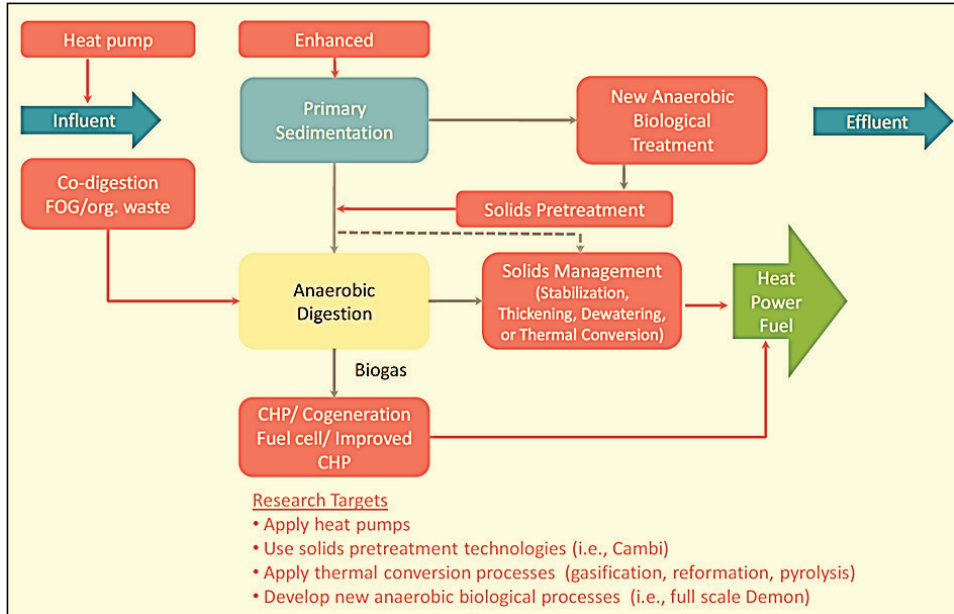 Heat pump
Enhanced
Influent
Primary
Sedimentation
New Anaerobic
Biological
Treatment
Effluent
Co-digestion
FOG/org. waste
Solids Pretreatment
Anaerobic
Digestion
Solids Management
(Stabilization,
Thickening, Dewatering,
or Thermal Conversion)
Heat
Power
Fuel
Biogas
CHP/ Cogeneration
Fuel cell/ Improved
CHP
Research Targets
• Apply heat pumps
• Use solids pretreatment technologies (i.e., Cambi)
• Apply thermal conversion processes (gasification, reformation, pyrolysis)
• Develop new anaerobic biological processes (i.e., full scale Demon)